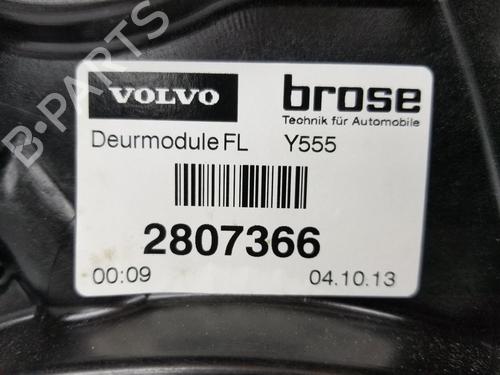 B-PARTS
VOLVO
brose
Technik für Automobile
Deurmodule FL Y555
2807366
00:09 04.10.13